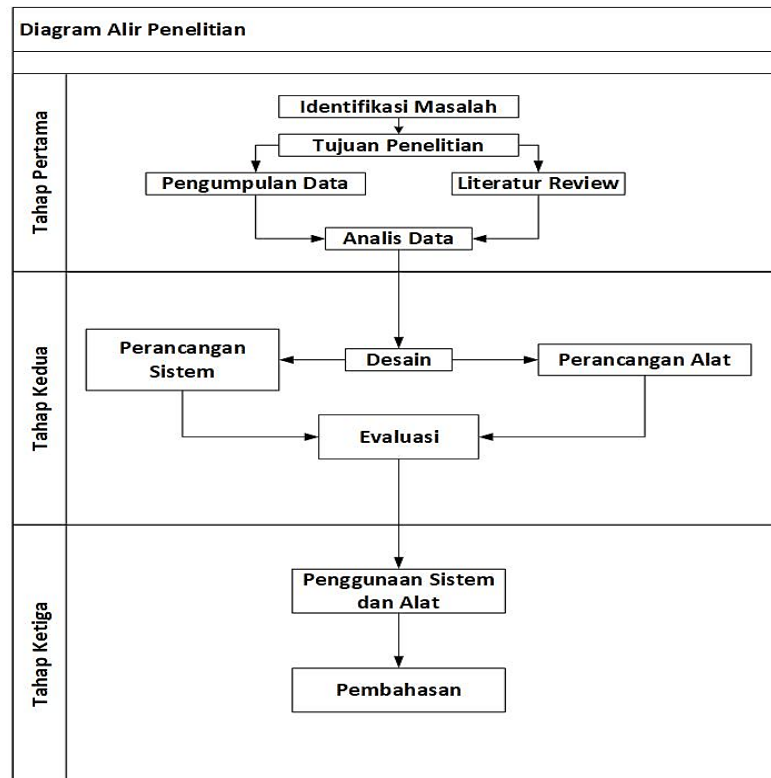 Diagram Alir Penelitian
Tahap Pertama
Identifikasi Masalah
Tujuan Penelitian
Pengumpulan Data
Literatur Review
Analis Data
Tahap Kedua
Perancangan
Sistem
Desain
Perancangan Alat
Evaluasi
Tahap Ketiga
Penggunaan Sistem
dan Alat
Pembahasan